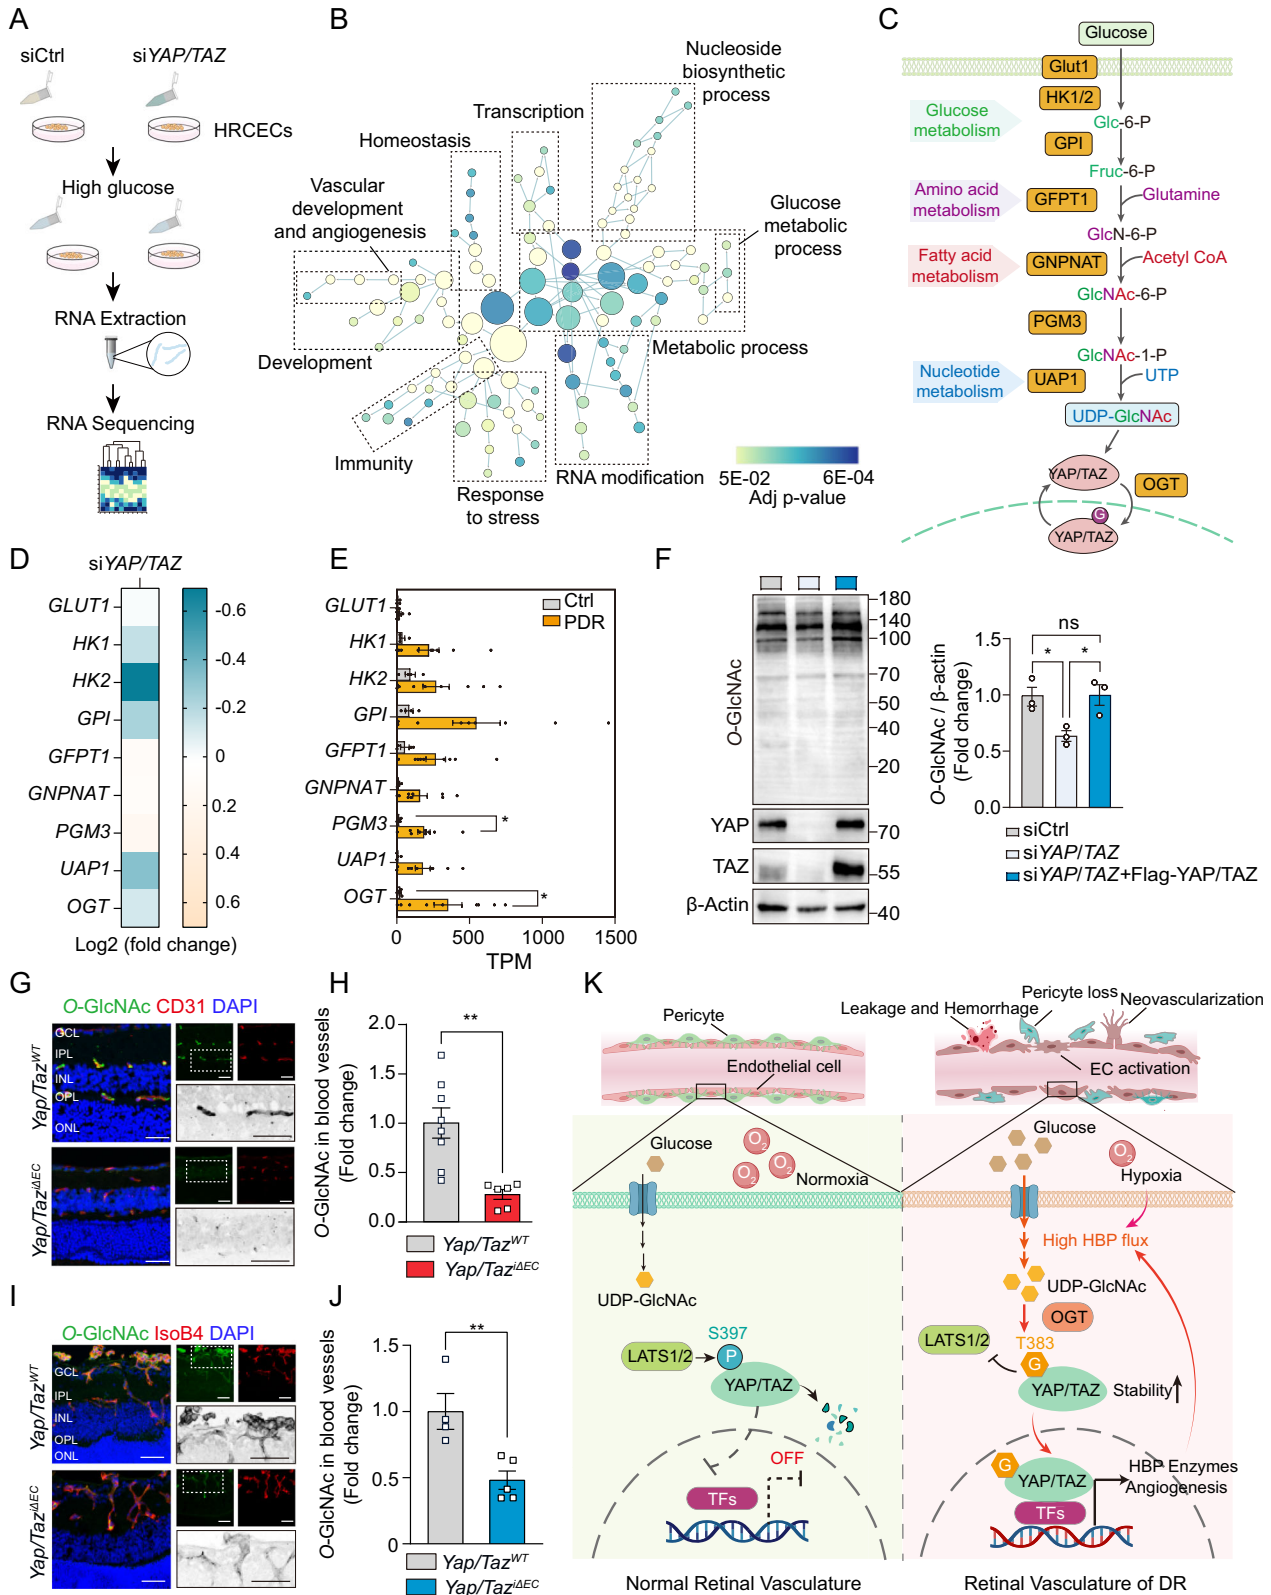 A
siCtrl
siYAP/TAZ
HRCECs
High glucose
RNA Extraction
RNA Sequencing
B
Nucleoside
biosynthetic
process
Transcription
Homeostasis
Vascular
development
and angiogenesis
Glucose
metabolic
process
Development
Metabolic process
Immunity
Response
to stress
RNA modification
5E-02
6E-04
Adj p-value
C
Glucose
Glut1
HK1/2
Glucose
metabolism
Glc-6-P
GPI
Fruc-6-P
Amino acid
metabolism
GFPT1
Glutamine
GlcN-6-P
Fatty acid
metabolism
GNPNAT
Acetyl CoA
GlcNAc-6-P
PGM3
GlcNAc-1-P
Nucleotide
metabolism
UAP1
UTP
UDP-GlcNAc
YAP/TAZ
OGT
G
YAP/TAZ
D
siYAP/TAZ
GLUT1
HK1
HK2
GPI
GFPT1
GNPNAT
PGM3
UAP1
OGT
-0.6
-0.4
-0.2
0
0.2
0.4
0.6
Log2 (fold change)
E
Ctrl
PDR
GLUT1
HK1
HK2
GPI
GFPT1
GNPNAT
PGM3
*
UAP1
OGT
*
0
500
1000
1500
TPM
F
O-GlcNAc
180
140
100
70
50
40
20
YAP
70
TAZ
55
β-Actin
40
ns
* *
1.5
1.0
0.5
0.0
O-GlcNAc / β-actin
(Fold change)
siCtrl
siYAP/TAZ
siYAP/TAZ+Flag-YAP/TAZ
G
O-GlcNAc CD31 DAPI
Yap/TazWT
GCL
IPL
INL
OPL
ONL
Yap/TaziΔEC
H
**
2.0
1.5
1.0
0.5
0.0
O-GlcNAc in blood vessels
(Fold change)
Yap/TazWT
Yap/TaziΔEC
I
O-GlcNAc IsoB4 DAPI
Yap/TazWT
GCL
IPL
INL
OPL
ONL
Yap/TaziΔEC
J
**
1.5
1.0
0.5
0
O-GlcNAc in blood vessels
(Fold change)
Yap/TazWT
Yap/TaziΔEC
K
Pericyte
Endothelial cell
Leakage and Hemorrhage
Pericyte loss
Neovascularization
EC activation
Glucose
O2
O2
O2
Normoxia
UDP-GlcNAc
S397
LATS1/2
P
YAP/TAZ
OFF
TFs
Normal Retinal Vasculature
Glucose
O2
Hypoxia
High HBP flux
UDP-GlcNAc
OGT
LATS1/2
T383
G
YAP/TAZ
Stability
G
YAP/TAZ
HBP Enzymes
Angiogenesis
TFs
Retinal Vasculature of DR